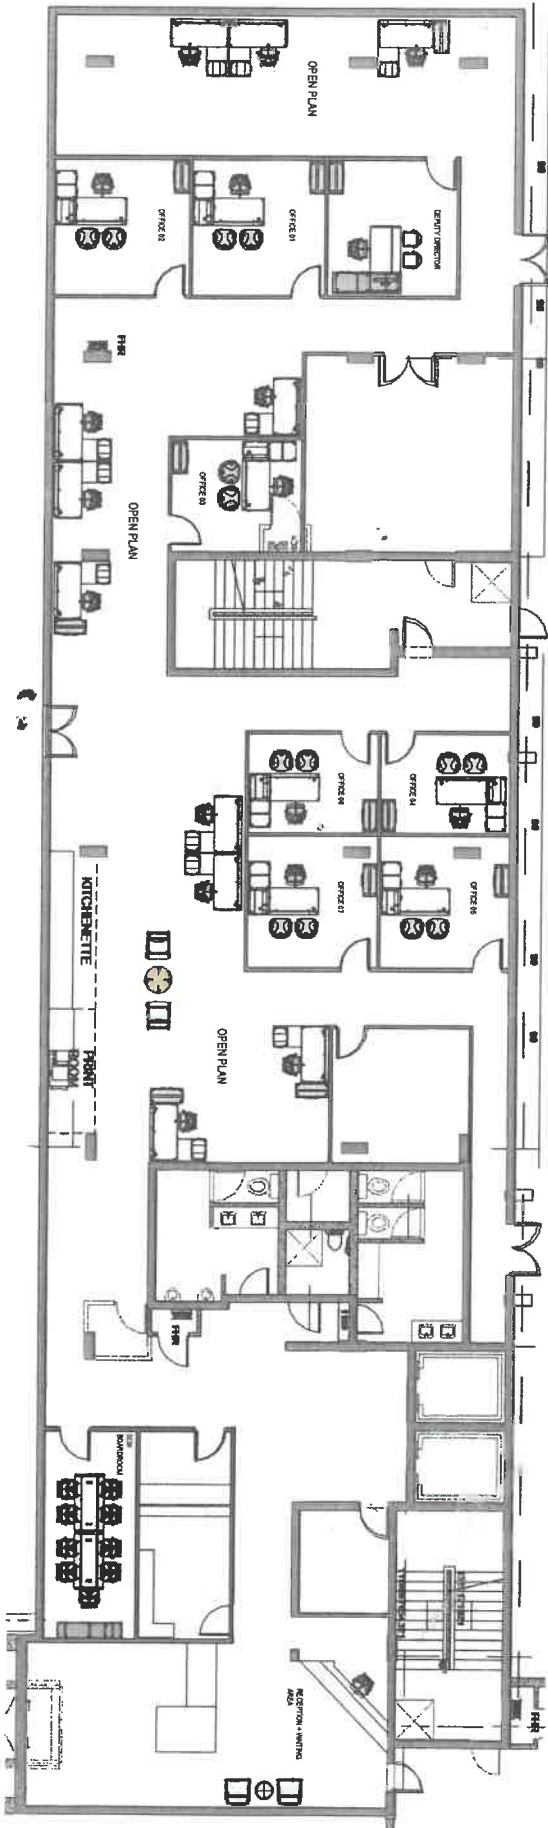 OPEN PLAN
DEPUTY DIRECTOR
OFFICE 01
OFFICE 02
FHR
OFFICE 03
OPEN PLAN
OFFICE 04
OFFICE 06
OFFICE 05
OFFICE 07
KITCHENETTE
OPEN PLAN
PRINT
ROOM
FHR
BOARDROOM
RECEPTION + WAITING
AREA
FHR